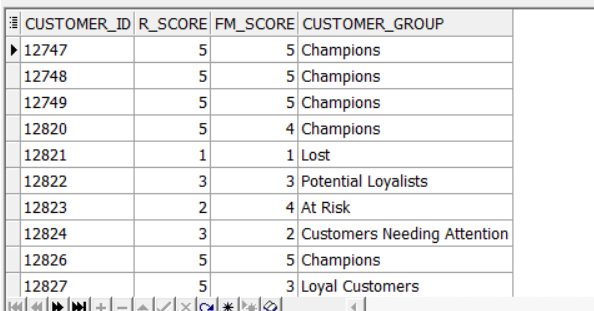 CUSTOMER_ID R_SCORE FM_SCORE CUSTOMER_GROUP
12747 5 5 Champions
12748 5 5 Champions
12749 5 5 Champions
12820 5 4 Champions
12821 1 1 Lost
12822 3 3 Potential Loyalists
12823 2 4 At Risk
12824 3 2 Customers Needing Attention
12826 5 5 Champions
12827 5 3 Loyal Customers